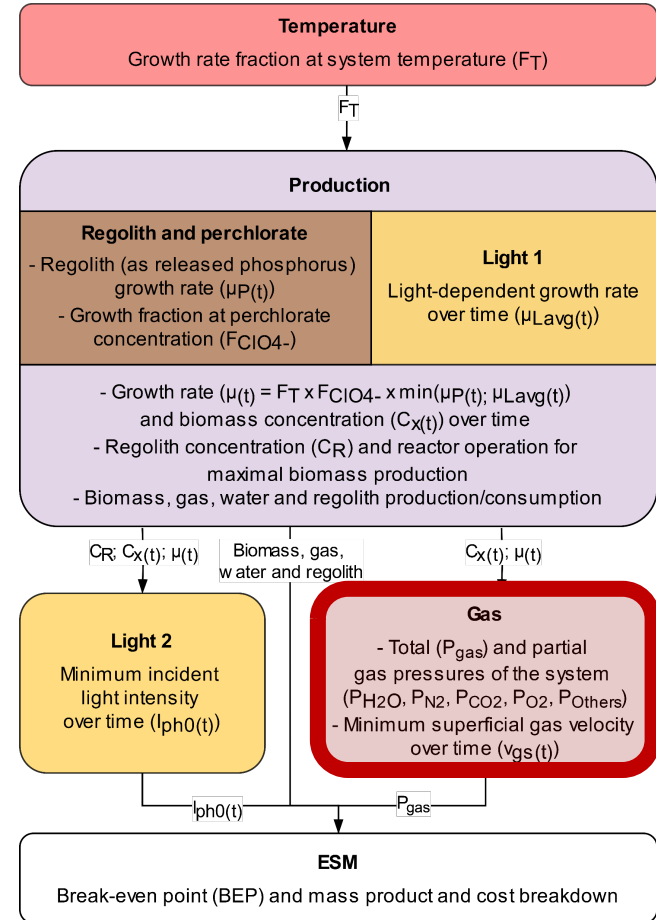 Temperature
Growth rate fraction at system temperature (FT)
FT
Production
Regolith and perchlorate
- Regolith (as released phosphorus)
growth rate (μP(t))
- Growth fraction at perchlorate
concentration (FClO4-)
Light 1
Light-dependent growth rate
over time (μLavg(t))
- Growth rate (μ(t) = FT x FClO4- x min(μP(t); μLavg(t))
and biomass concentration (Cx(t)) over time
- Regolith concentration (CR) and reactor operation for
maximal biomass production
- Biomass, gas, water and regolith production/consumption
CR; Cx(t); μ(t)
Biomass, gas,
water and regolith
Cx(t); μ(t)
Light 2
Minimum incident
light intensity
over time (Iph0(t))
Gas
- Total (Pgas) and partial
gas pressures of the system
(PH2O, PN2, PCO2, PO2, POthers)
- Minimum superficial gas velocity
over time (vgs(t))
Iph0(t)
Pgas
ESM
Break-even point (BEP) and mass product and cost breakdown